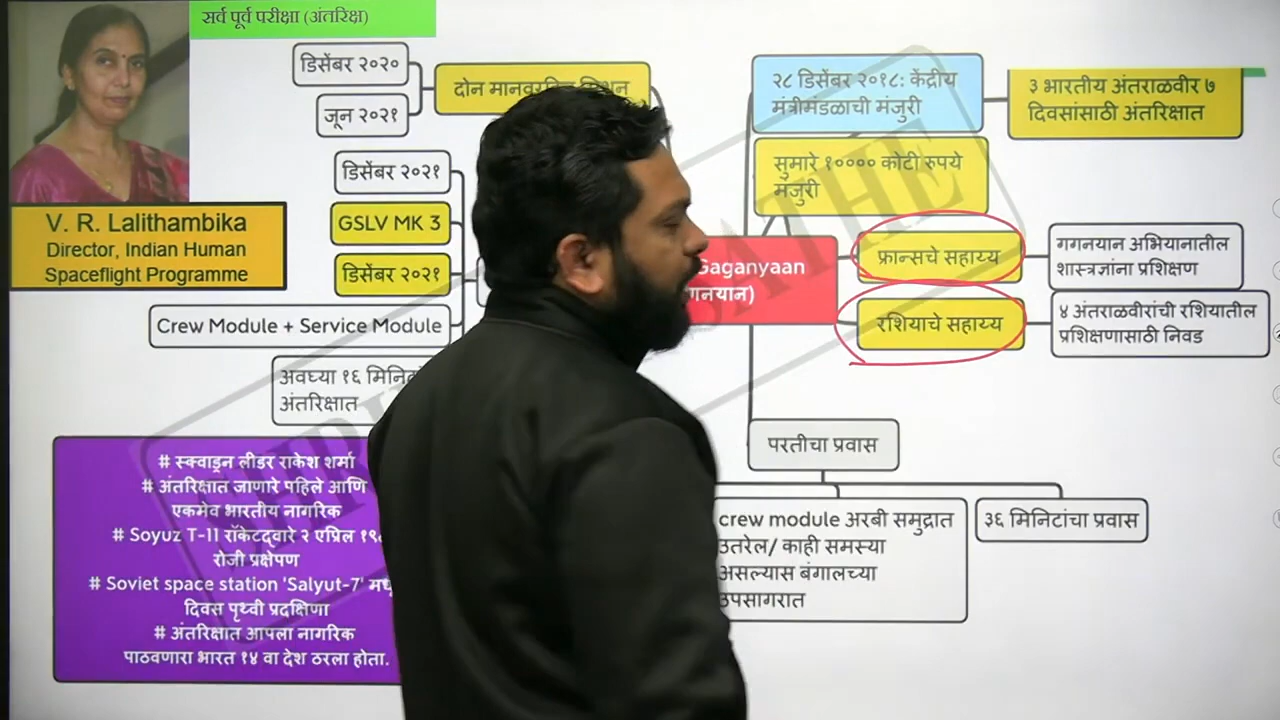 सर्व पूर्व परीक्षा (अंतरिक्ष)
V. R. Lalithambika
Director, Indian Human
Spaceflight Programme
डिसेंबर २०२०
जून २०२१
दोन मानवरहित
डिसेंबर २०२१
GSLV MK 3
डिसेंबर २०२१
Crew Module + Service Module
अवघ्या १६
अंतरिक्षात
# स्क्वाड्रन लीडर राकेश शर्मा
# अंतरिक्षात जाणारे पहिले आणि
एकमेव भारतीय नागरिक
# Soyuz T-11 रॉकेटद्वारे २ एप्रिल
रोजी प्रक्षेपण
# Soviet space station 'Salyut-7'
दिवस पृथ्वी प्रदक्षिणा
# अंतरिक्षात आपला नागरिक
पाठवणारा भारत १४ वा देश ठरला होता.
२८ डिसेंबर २०१८: केंद्रीय
मंत्रीमंडळाची मंजुरी
३ भारतीय अंतराळवीर ७
दिवसांसाठी अंतरिक्षात
सुमारे १०००० कोटी रुपये
मंजुरी
Gaganyaan
फ्रान्सचे सहाय्य
गगनयान अभियानातील
शास्त्रज्ञांना प्रशिक्षण
रशियाचे सहाय्य
४ अंतराळवीरांची रशियातील
प्रशिक्षणासाठी निवड
परतीचा प्रवास
crew module अरबी समुद्रात
उतरेल/ काही समस्या
असल्यास बंगालच्या
उपसागरात
३६ मिनिटांचा प्रवास